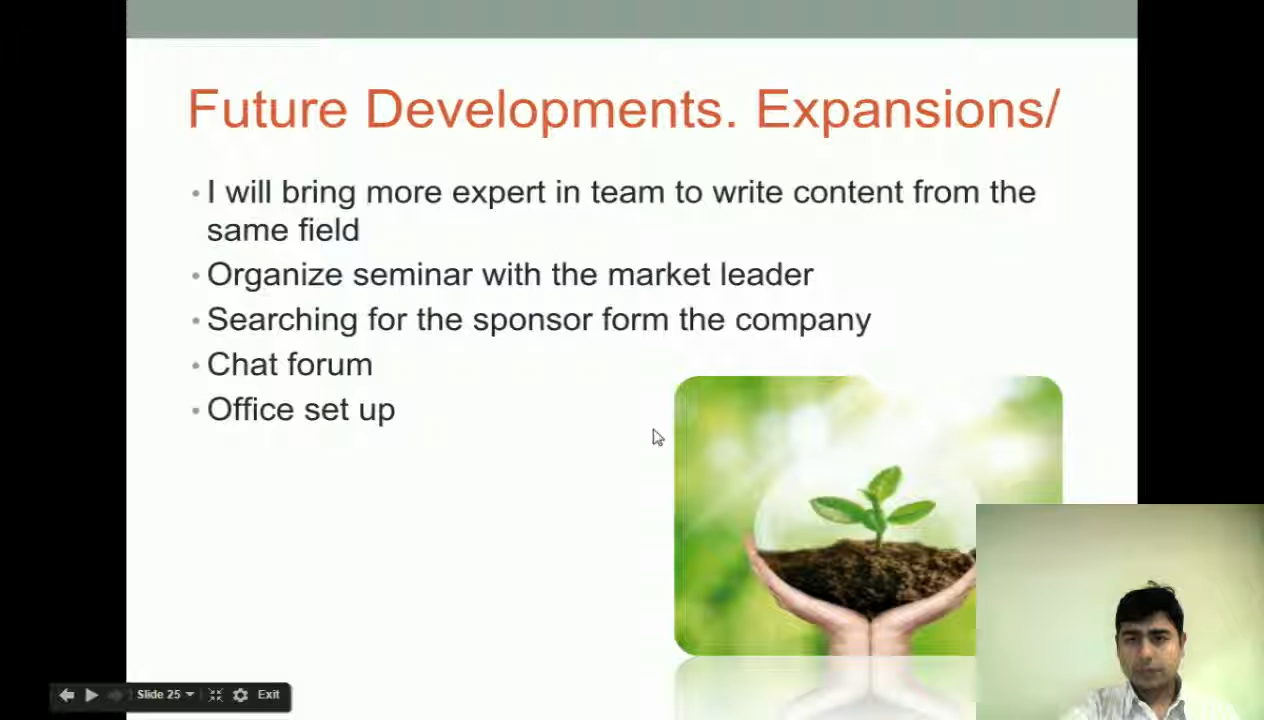 Future Developments. Expansions/
• I will bring more expert in team to write content from the
same field
• Organize seminar with the market leader
• Searching for the sponsor form the company
• Chat forum
• Office set up
Slide 25
Exit